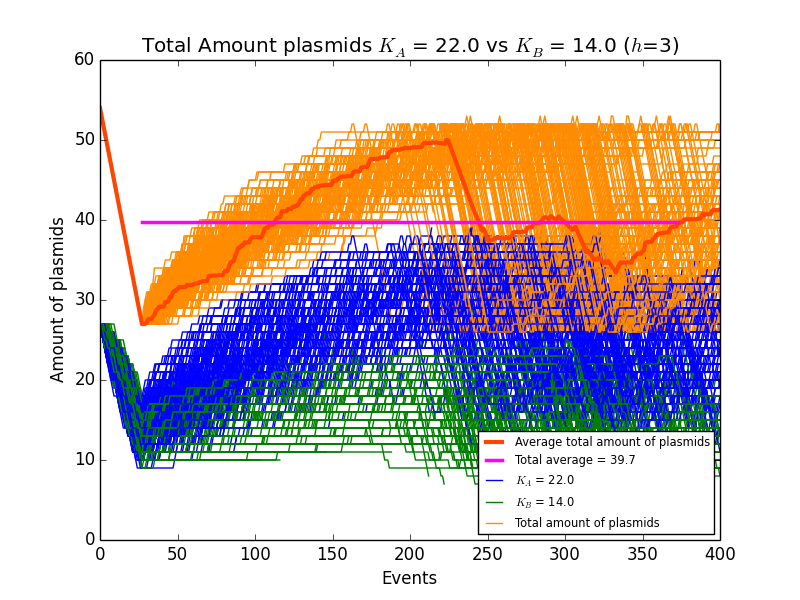 Total Amount plasmids K_A = 22.0 vs K_B = 14.0 (h=3)
60
50
40
30
20
10
0
Amount of plasmids
Average total amount of plasmids
Total average = 39.7
K_A = 22.0
K_B = 14.0
Total amount of plasmids
0 50 100 150 200 250 300 350 400
Events